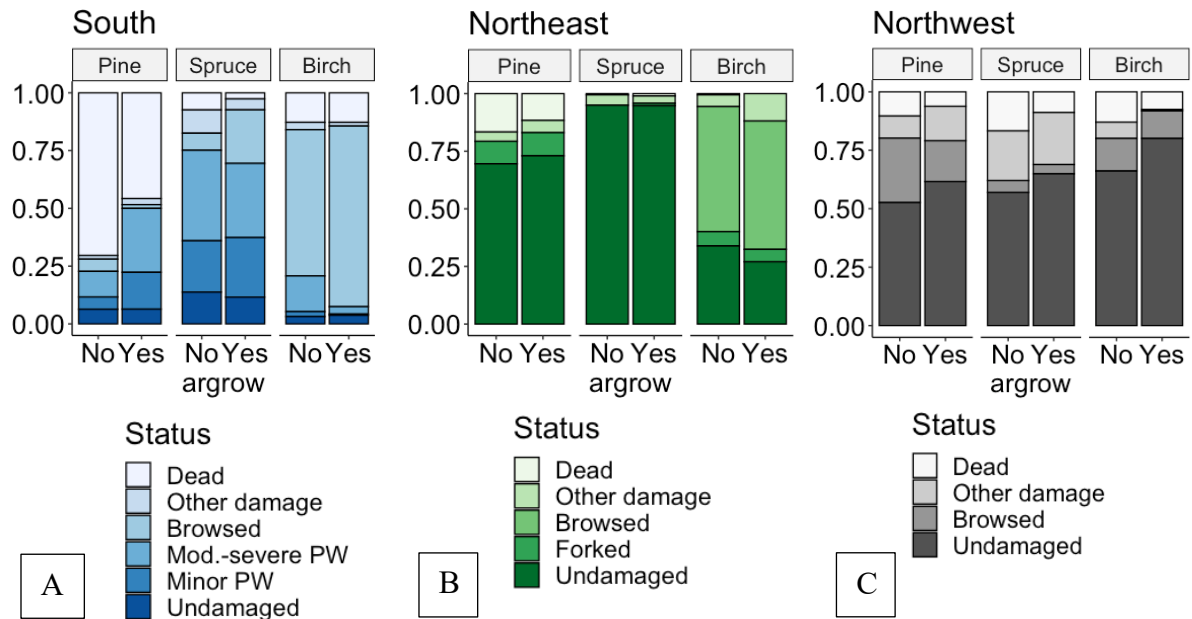 South
Pine Spruce Birch
1.00
0.75
0.50
0.25
0.00
No Yes No Yes No Yes
argrow
Status
Dead
Other damage
Browsed
Mod.-severe PW
Minor PW
Undamaged
A
Northeast
Pine Spruce Birch
1.00
0.75
0.50
0.25
0.00
No Yes No Yes No Yes
argrow
Status
Dead
Other damage
Browsed
Forked
Undamaged
B
Northwest
Pine Spruce Birch
1.00
0.75
0.50
0.25
0.00
No Yes No Yes No Yes
argrow
Status
Dead
Other damage
Browsed
Undamaged
C